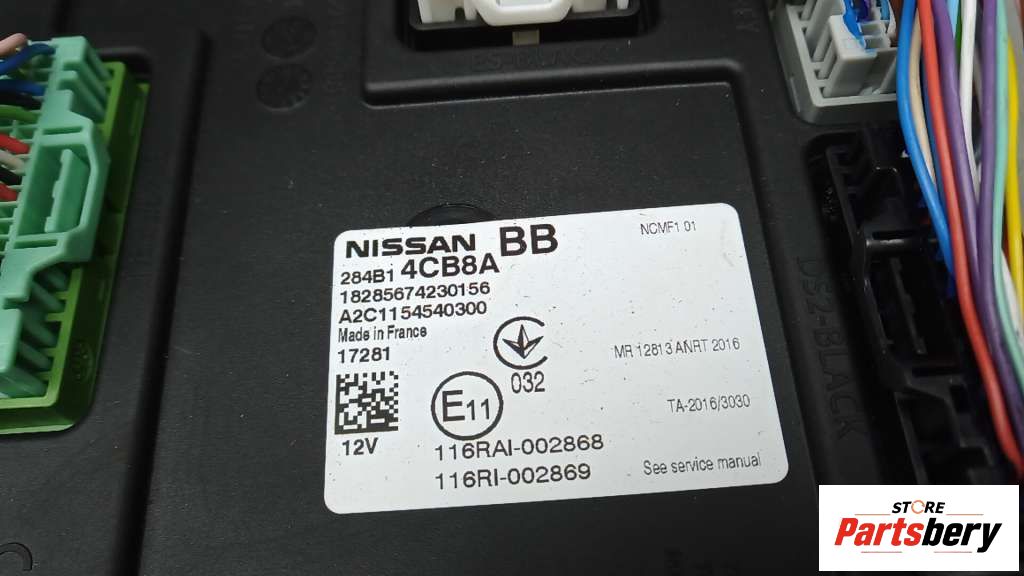 NISSAN BB
NCMF1 01
284B1 4CB8A
18285674230156
A2C1154540300
Made in France
17281
032
MR 12813 ANRT 2016
E11
TA-2016/3030
12V
116RAI-002868
116RI-002869
See service manual
DS2-BLACK
STORE
Partsbery